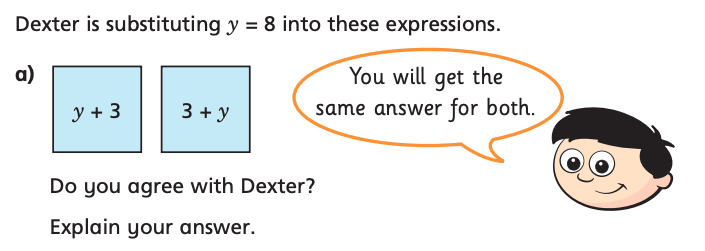 Dexter is substituting y = 8 into these expressions.
a)
y + 3
3 + y
You will get the
same answer for both.
Do you agree with Dexter?
Explain your answer.